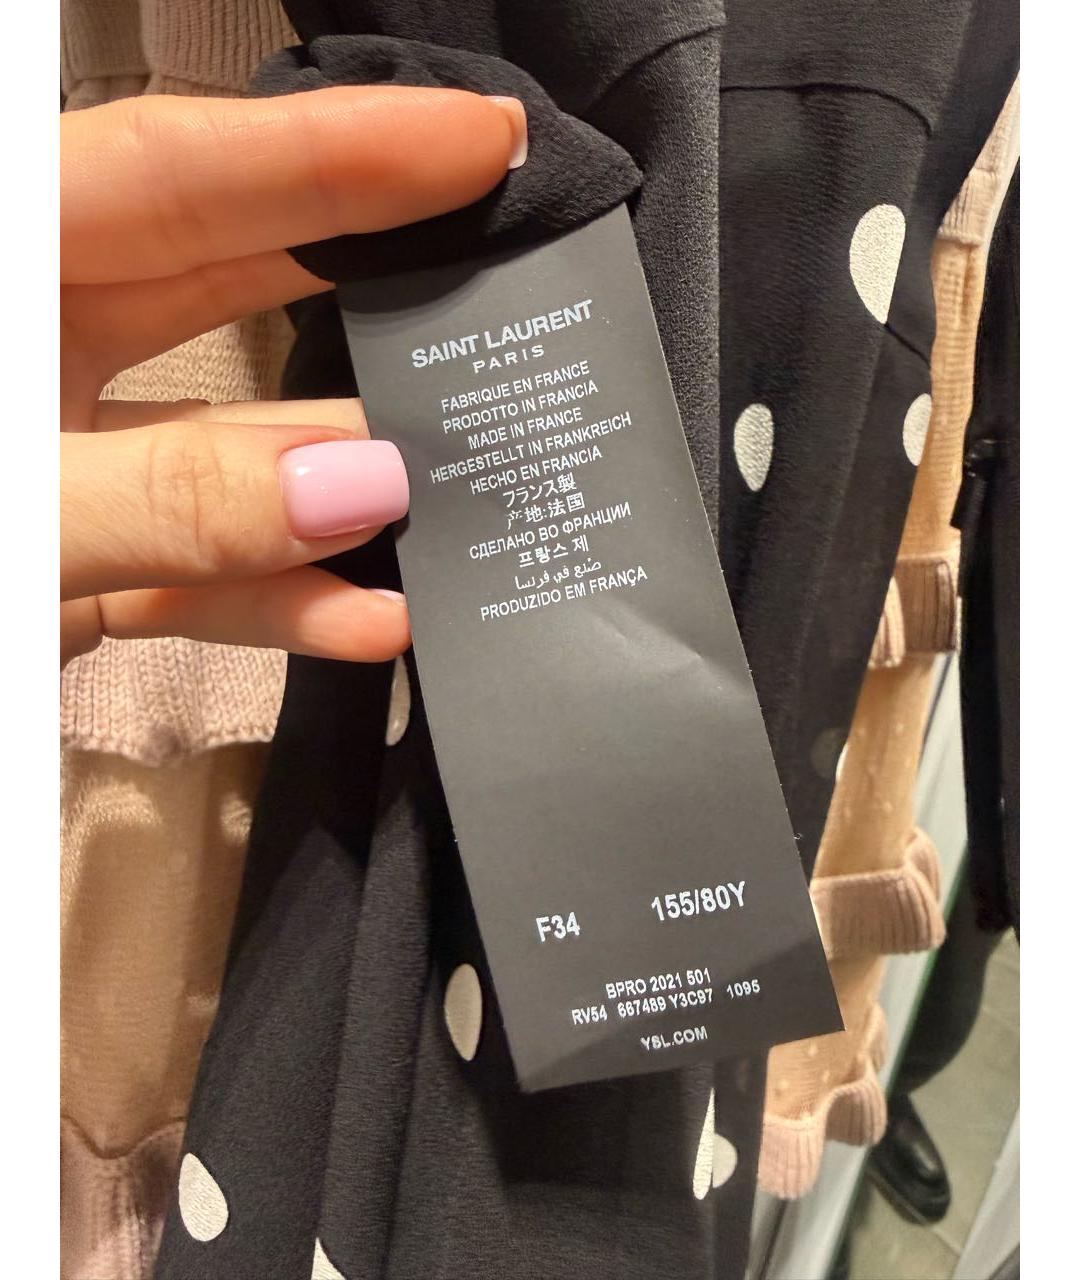 SAINT LAURENT
PARIS
FABRIQUE EN FRANCE
PRODOTTO IN FRANCIA
MADE IN FRANCE
HERGESTELLT IN FRANKREICH
HECHO EN FRANCIA
フランス製
产地:法国
СДЕЛАНО ВО ФРАНЦИИ
프랑스 제
صنع في فرنسا
PRODUZIDO EM FRANÇA
F34 155/80Y
BPRO 2021 501
RV54 667489 Y3C97 1095
YSL.COM